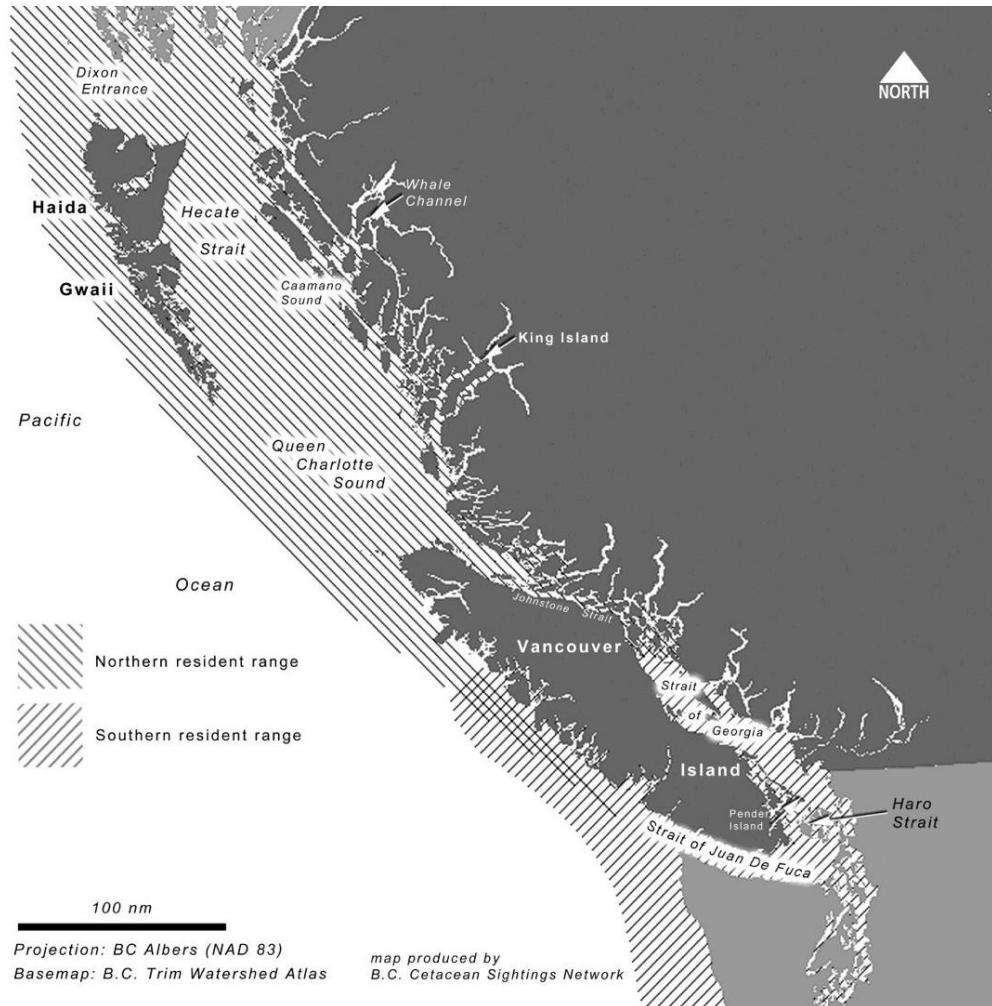 Dixon
Entrance
NORTH
Whale
Channel
Haida
Hecate
Strait
Gwaii
Caamano
Sound
King Island
Pacific
Queen
Charlotte
Sound
Ocean
Johnstone Strait
Vancouver
Northern resident range
Strait
of
Georgia
Southern resident range
Island
Haro
Strait
Pender
Island
Strait of Juan De Fuca
100 nm
Projection: BC Albers (NAD 83)
Basemap: B.C. Trim Watershed Atlas
map produced by
B.C. Cetacean Sightings Network